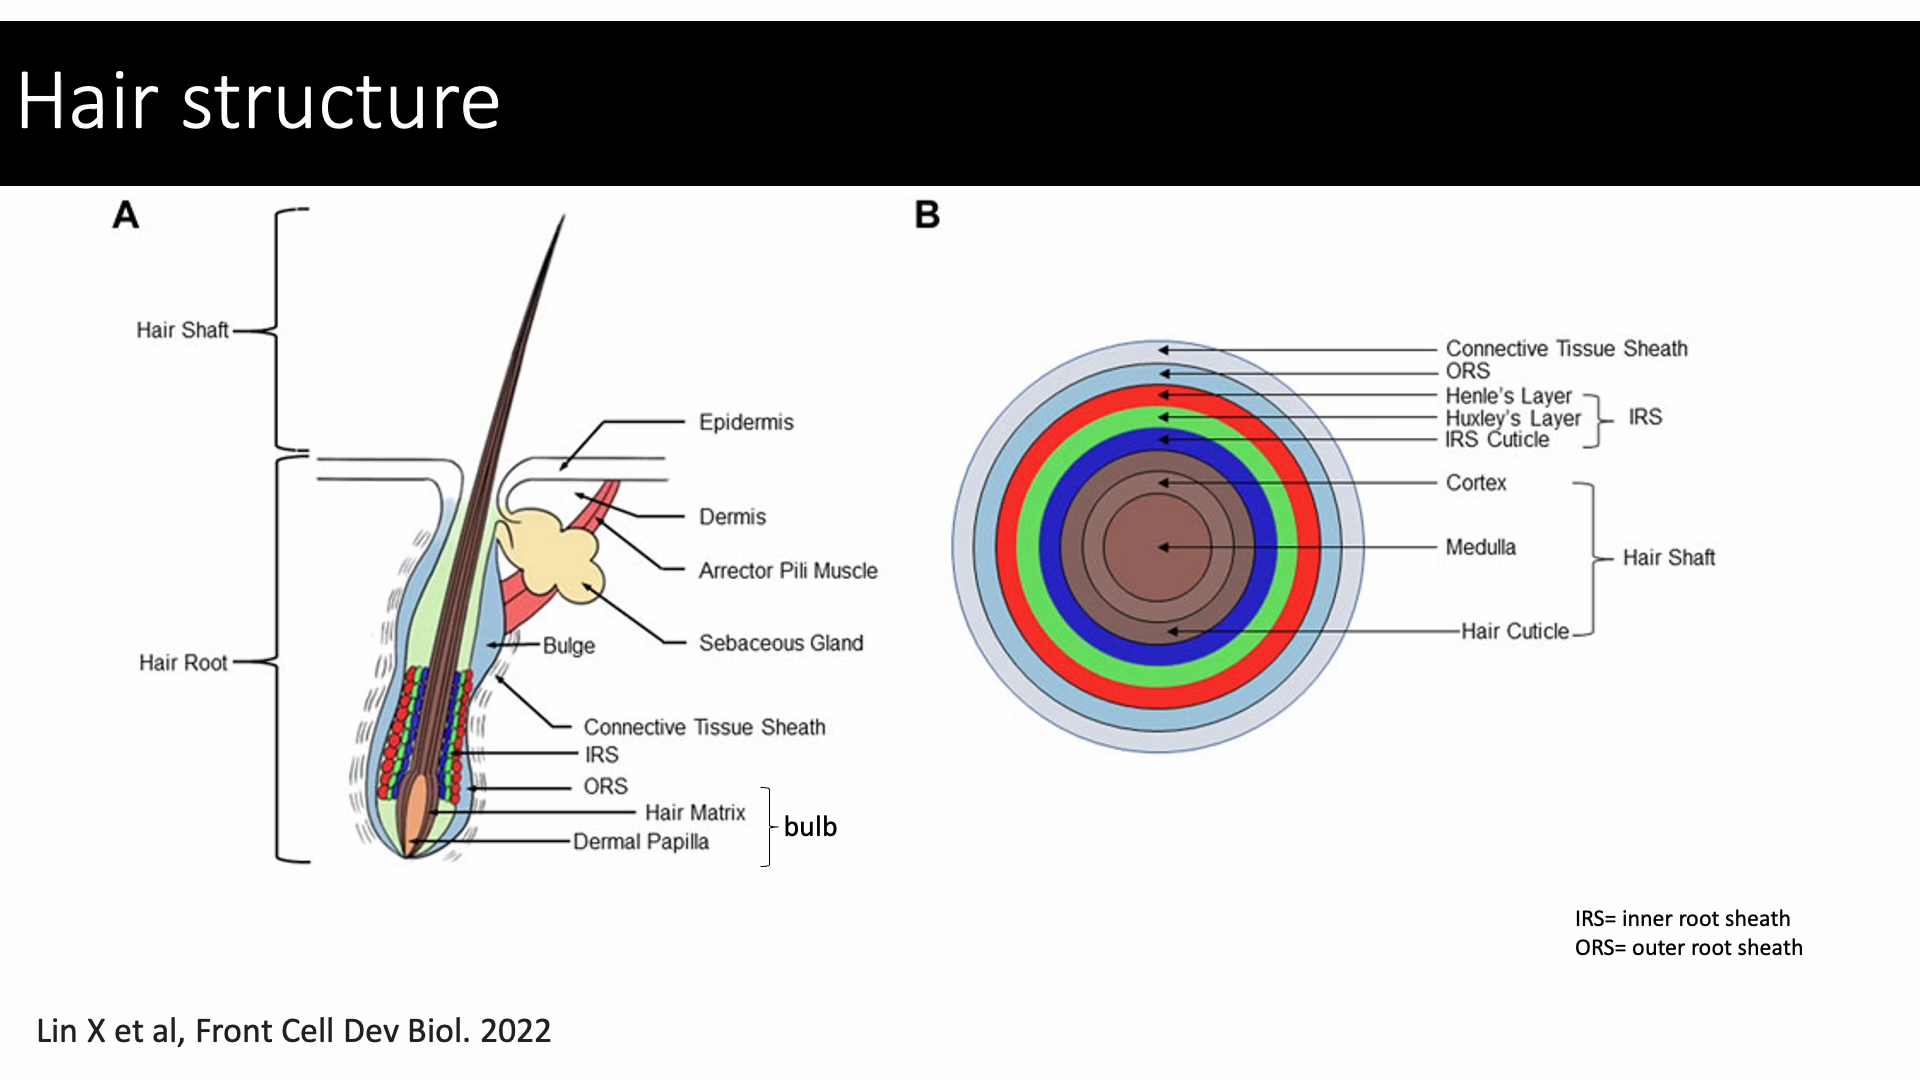 Hair structure
A
Hair Shaft
Epidermis
Dermis
Arrector Pili Muscle
Sebaceous Gland
Bulge
Hair Root
Connective Tissue Sheath
IRS
ORS
Hair Matrix
Dermal Papilla
bulb
B
Connective Tissue Sheath
ORS
Henle's Layer
Huxley's Layer
IRS Cuticle
IRS
Cortex
Medulla
Hair Cuticle
Hair Shaft
IRS= inner root sheath
ORS= outer root sheath
Lin X et al, Front Cell Dev Biol. 2022